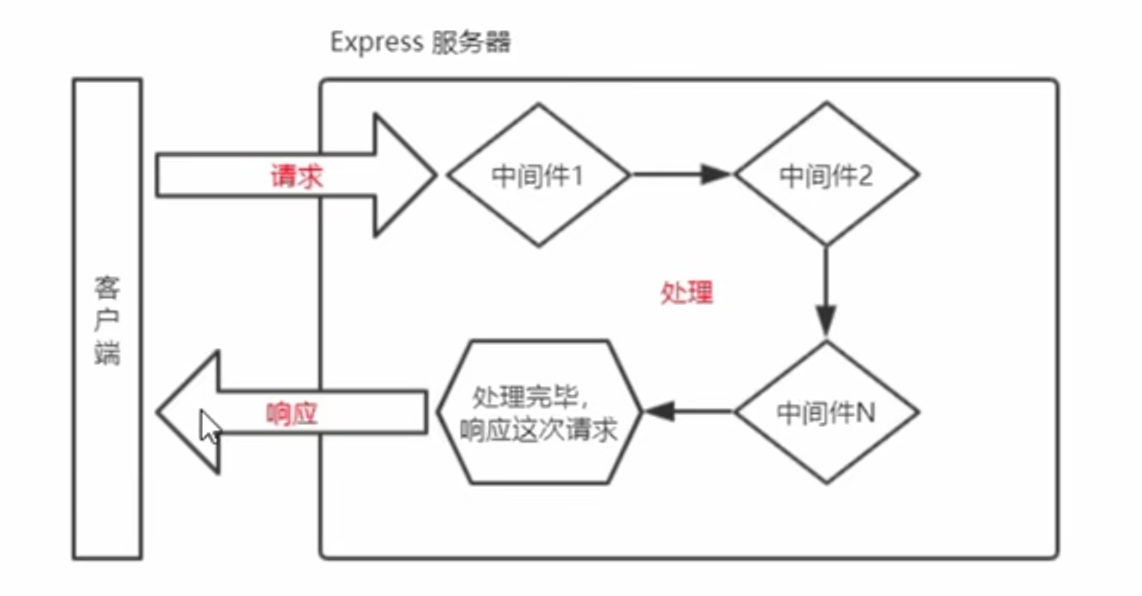 Express 服务器
请求
中间件1
中间件2
处理
客户端
响应
处理完毕，
响应这次请求
中间件N